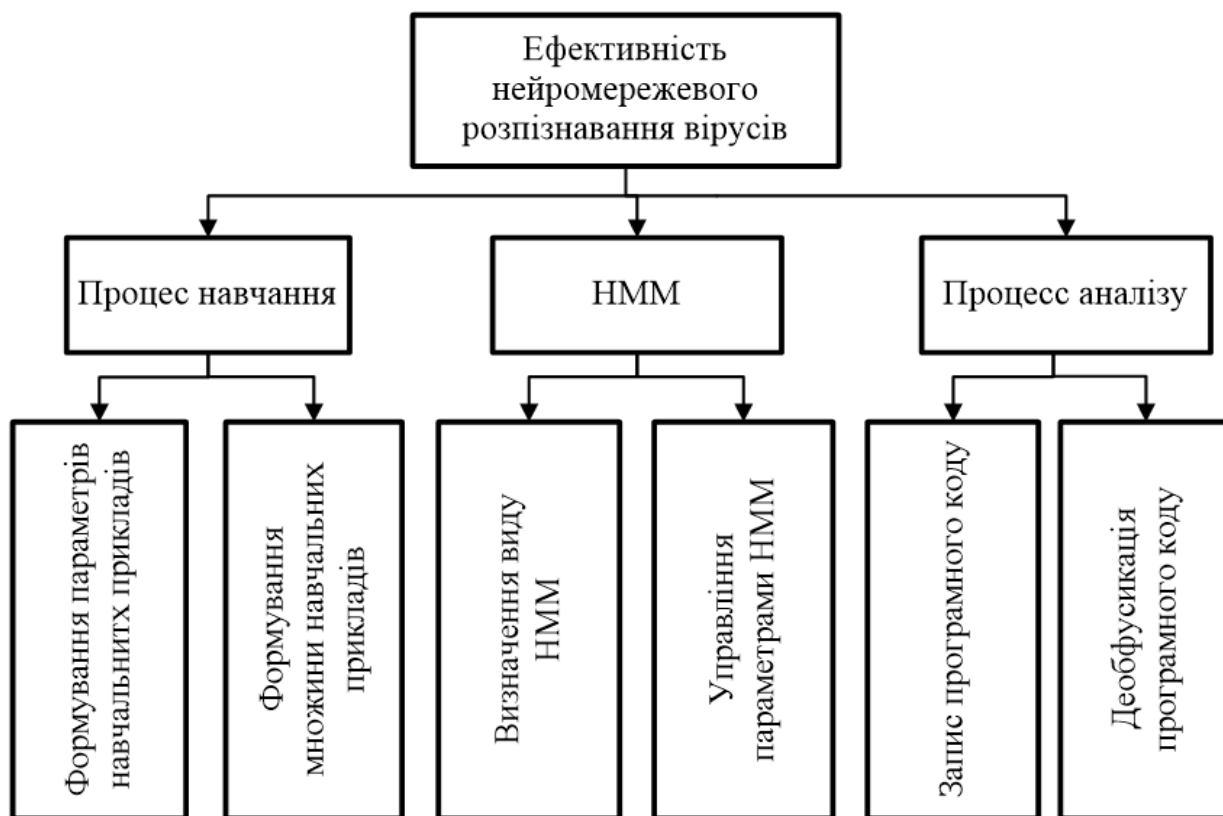 Ефективність
нейромережевого
розпізнавання вірусів
Процес навчання
НММ
Процесс аналізу
Формування параметрів
навчальнитх прикладів
Формування
множини навчальних
прикладів
Визначення виду
НММ
Управління
параметрами НММ
Запис програмного коду
Деобфусикація
програмного коду